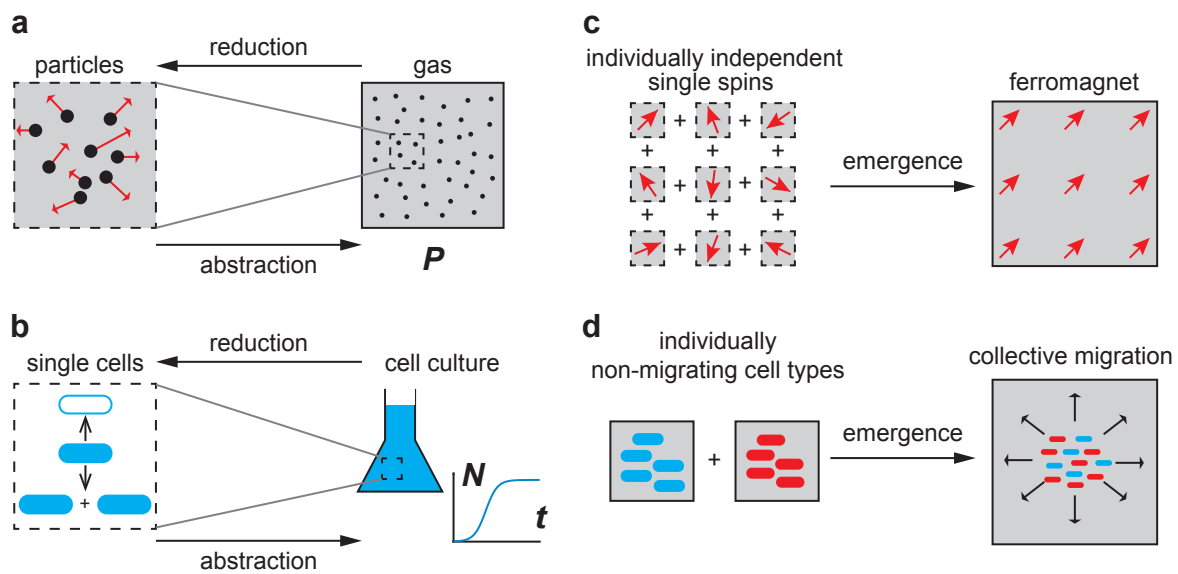 a
reduction
particles
gas
abstraction
P
b
reduction
single cells
cell culture
+
N
t
abstraction
c
individually independent
single spins
ferromagnet
+ +
+ + +
+ +
+ + +
+ +
emergence
d
individually
non-migrating cell types
collective migration
+
emergence